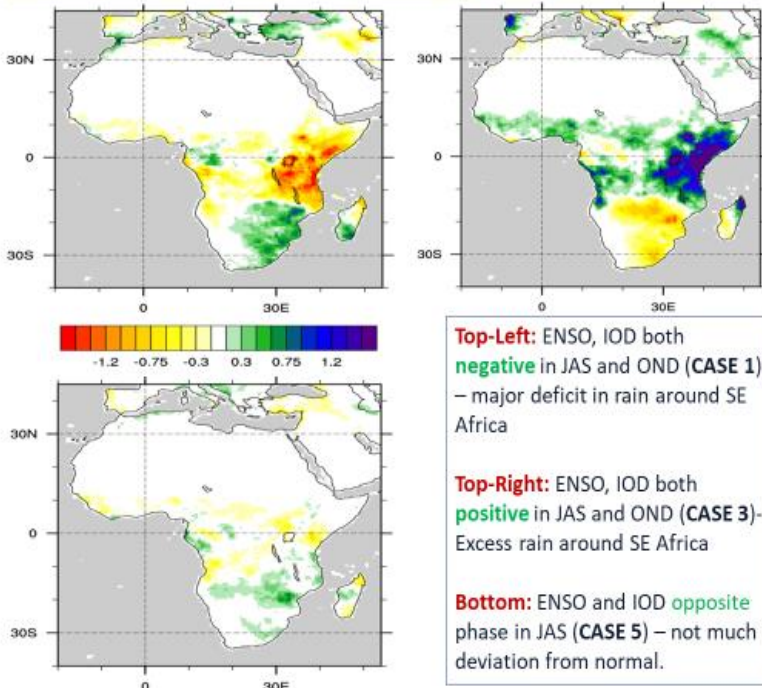 30N
0
30S
0
30E
30N
0
30S
0
30E
-1.2 -0.75 -0.3 0.3 0.75 1.2
Top-Left: ENSO, IOD both
negative in JAS and OND (CASE 1)
– major deficit in rain around SE
Africa
Top-Right: ENSO, IOD both
positive in JAS and OND (CASE 3)-
Excess rain around SE Africa
Bottom: ENSO and IOD opposite
phase in JAS (CASE 5) – not much
deviation from normal.
30N
0
30S
0
30E